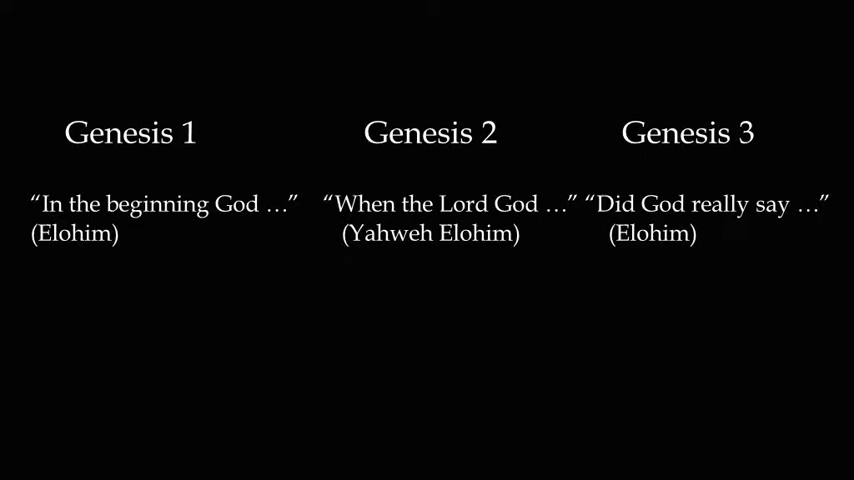 Genesis 1
“In the beginning God …”
(Elohim)
Genesis 2
“When the Lord God …”
(Yahweh Elohim)
Genesis 3
“Did God really say …”
(Elohim)